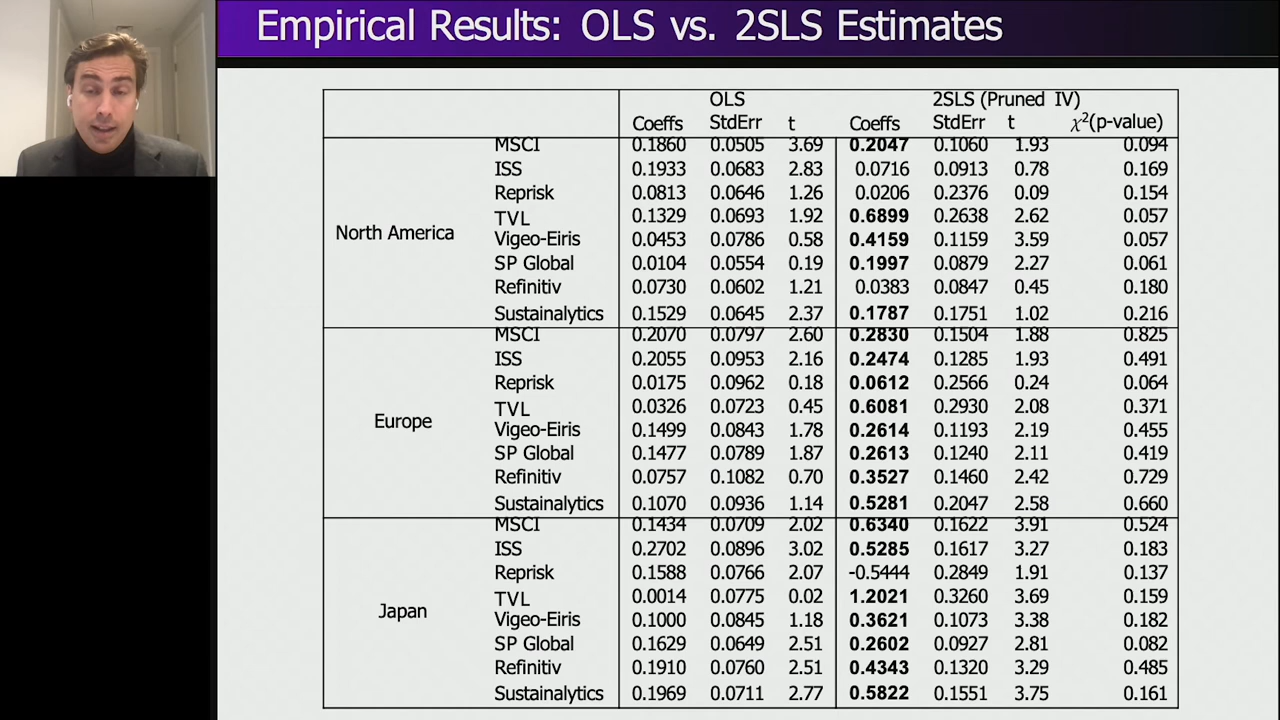 Empirical Results: OLS vs. 2SLS Estimates
OLS 2SLS (Pruned IV)
Coeffs StdErr t Coeffs StdErr t χ²(p-value)
North America
MSCI 0.1860 0.0505 3.69 0.2047 0.1060 1.93 0.094
ISS 0.1933 0.0683 2.83 0.0716 0.0913 0.78 0.169
Reprisk 0.0813 0.0646 1.26 0.0206 0.2376 0.09 0.154
TVL 0.1329 0.0693 1.92 0.6899 0.2638 2.62 0.057
Vigeo-Eiris 0.0453 0.0786 0.58 0.4159 0.1159 3.59 0.057
SP Global 0.0104 0.0554 0.19 0.1997 0.0879 2.27 0.061
Refinitiv 0.0730 0.0602 1.21 0.0383 0.0847 0.45 0.180
Sustainalytics 0.1529 0.0645 2.37 0.1787 0.1751 1.02 0.216
Europe
MSCI 0.2070 0.0797 2.60 0.2830 0.1504 1.88 0.825
ISS 0.2055 0.0953 2.16 0.2474 0.1285 1.93 0.491
Reprisk 0.0175 0.0962 0.18 0.0612 0.2566 0.24 0.064
TVL 0.0326 0.0723 0.45 0.6081 0.2930 2.08 0.371
Vigeo-Eiris 0.1499 0.0843 1.78 0.2614 0.1193 2.19 0.455
SP Global 0.1477 0.0789 1.87 0.2613 0.1240 2.11 0.419
Refinitiv 0.0757 0.1082 0.70 0.3527 0.1460 2.42 0.729
Sustainalytics 0.1070 0.0936 1.14 0.5281 0.2047 2.58 0.660
Japan
MSCI 0.1434 0.0709 2.02 0.6340 0.1622 3.91 0.524
ISS 0.2702 0.0896 3.02 0.5285 0.1617 3.27 0.183
Reprisk 0.1588 0.0766 2.07 -0.5444 0.2849 1.91 0.137
TVL 0.0014 0.0775 0.02 1.2021 0.3260 3.69 0.159
Vigeo-Eiris 0.1000 0.0845 1.18 0.3621 0.1073 3.38 0.182
SP Global 0.1629 0.0649 2.51 0.2602 0.0927 2.81 0.082
Refinitiv 0.1910 0.0760 2.51 0.4343 0.1320 3.29 0.485
Sustainalytics 0.1969 0.0711 2.77 0.5822 0.1551 3.75 0.161